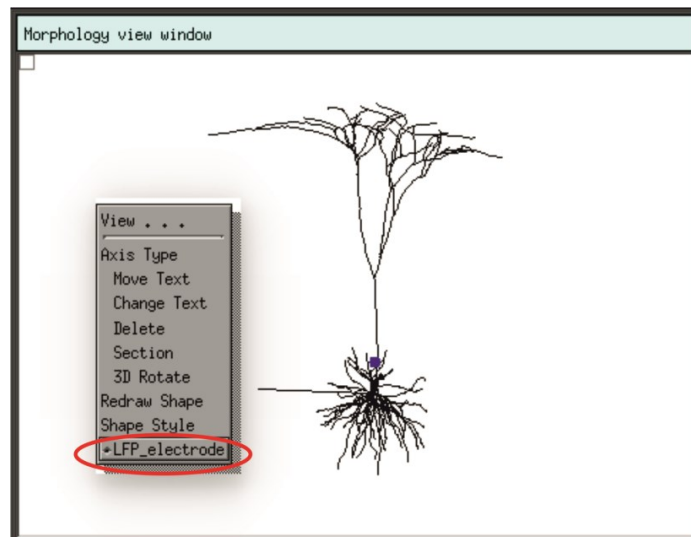 Morphology view window
View . . .
Axis Type
Move Text
Change Text
Delete
Section
3D Rotate
Redraw Shape
Shape Style
LFP_electrode